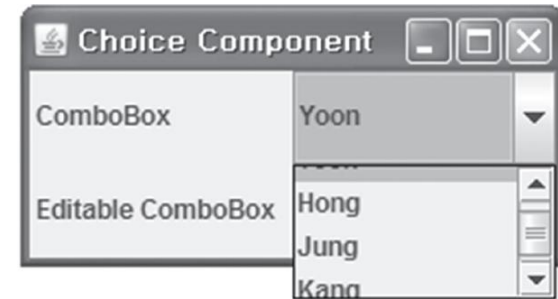 Choice Component
ComboBox
Yoon
Editable ComboBox
Hong
Jung
Kang